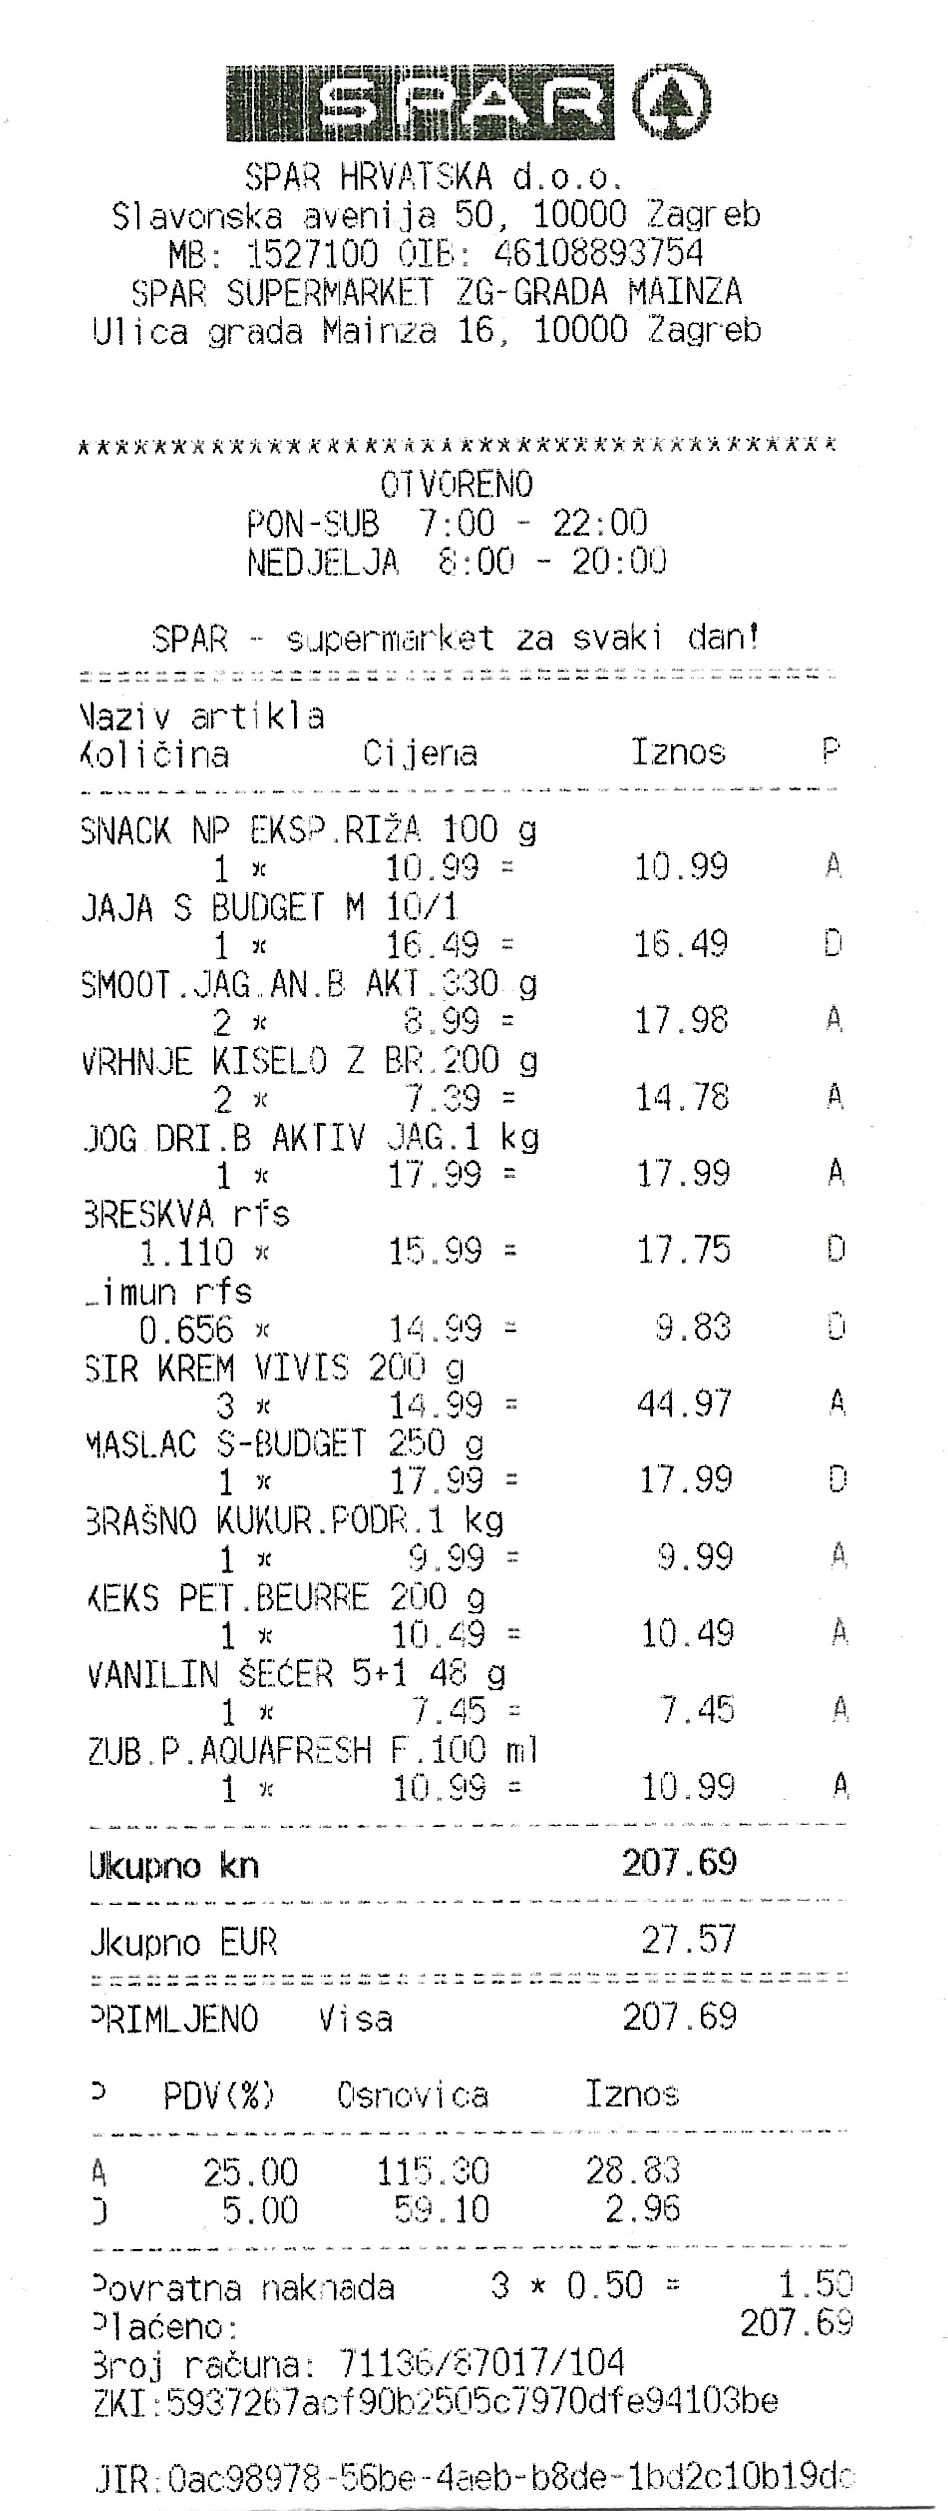 SPAR
SPAR HRVATSKA d.o.o.
Slavonska avenija 50, 10000 Zagreb
MB: 1527100 OIB: 46108893754
SPAR SUPERMARKET ZG-GRADA MAINZA
Ulica grada Mainza 16, 10000 Zagreb
****************************************
OTVORENO
PON-SUB 7:00 - 22:00
NEDJELJA 8:00 - 20:00
SPAR - supermarket za svaki dan!
Naziv artikla
Količina Cijena Iznos P
SNACK NP EKSP.RIŽA 100 g
1 * 10.99 = 10.99 A
JAJA S BUDGET M 10/1
1 * 16.49 = 16.49 D
SMOOT.JAG.AN.B AKT.330 g
2 * 8.99 = 17.98 A
VRHNJE KISELO Z BR.200 g
2 * 7.39 = 14.78 A
JOG.DRI.B AKTIV JAG.1 kg
1 * 17.99 = 17.99 A
BRESKVA rfs
1.110 * 15.99 = 17.75 D
Limun rfs
0.656 * 14.99 = 9.83 D
SIR KREM VIVIS 200 g
3 * 14.99 = 44.97 A
MASLAC S-BUDGET 250 g
1 * 17.99 = 17.99 D
BRAŠNO KUKUR.PODR.1 kg
1 * 9.99 = 9.99 A
KEKS PET.BEURRE 200 g
1 * 10.49 = 10.49 A
VANILIN ŠEĆER 5+1 48 g
1 * 7.45 = 7.45 A
ZUB.P.AQUAFRESH F.100 ml
1 * 10.99 = 10.99 A
Ukupno kn 207.69
Ukupno EUR 27.57
PRIMLJENO Visa 207.69
P PDV(%) Osnovica Iznos
A 25.00 115.30 28.83
D 5.00 59.10 2.96
Povratna naknada 3 * 0.50 = 1.50
Plaćeno: 207.69
Broj računa: 71136/87017/104
ZKI:5937267acf90b2505c7970dfe94103be
JIR:0ac98978-56be-4aeb-b8de-1bd2c10b19dc